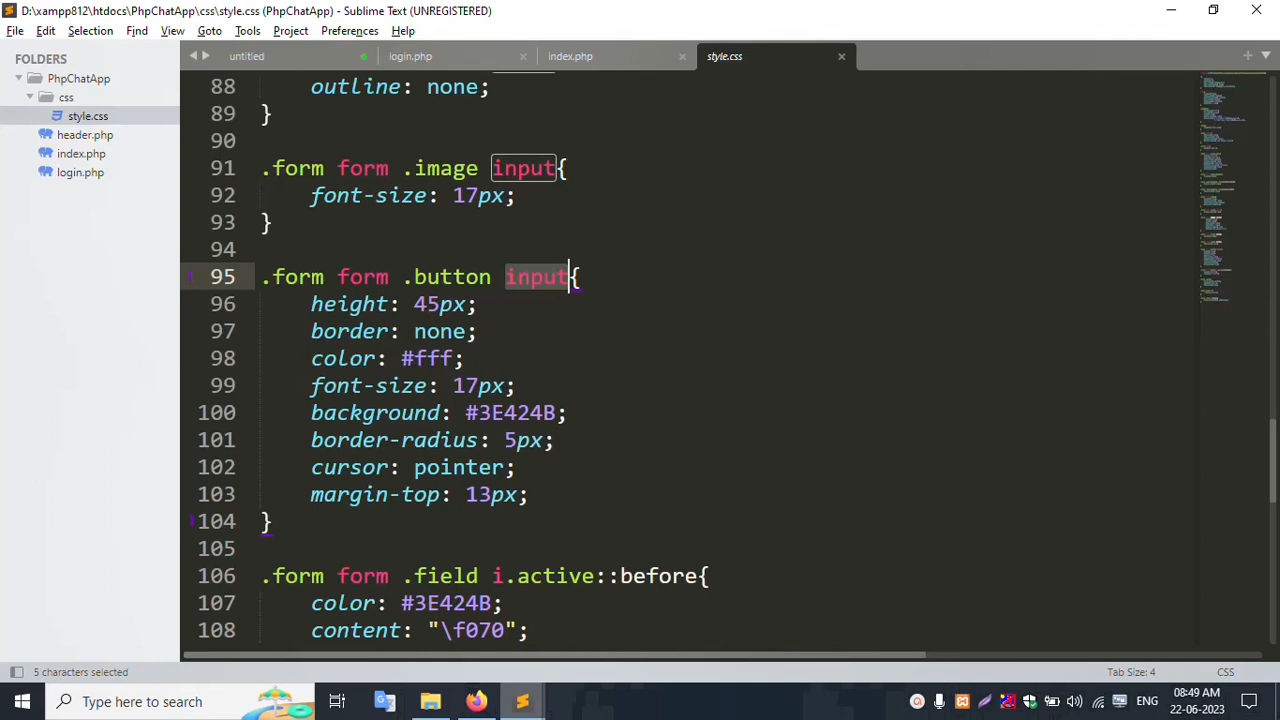 D:\xampp812\htdocs\PhpChatApp\css\style.css (PhpChatApp) - Sublime Text (UNREGISTERED)
File Edit Selection Find View Goto Tools Project Preferences Help
FOLDERS
PhpChatApp
css
style.css
header.php
index.php
login.php
untitled login.php index.php style.css
88 outline: none;
89 }
90
91 .form form .image input{
92 font-size: 17px;
93 }
94
95 .form form .button input{
96 height: 45px;
97 border: none;
98 color: #fff;
99 font-size: 17px;
100 background: #3E424B;
101 border-radius: 5px;
102 cursor: pointer;
103 margin-top: 13px;
104 }
105
106 .form form .field i.active::before{
107 color: #3E424B;
108 content: "\f070";
5 characters selected Tab Size: 4 CSS
Type here to search ENG 08:49 AM
22-06-2023